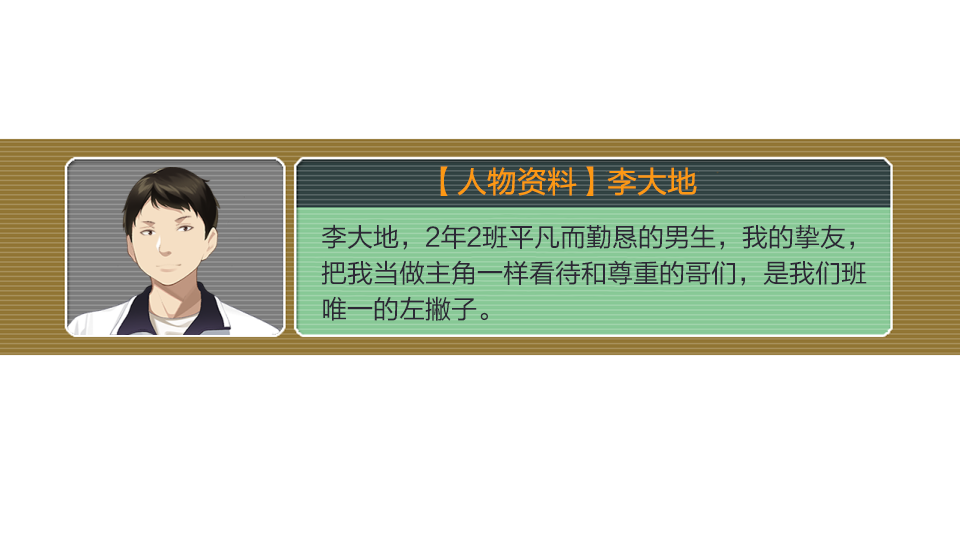 【人物资料】李大地
李大地，2年2班平凡而勤恳的男生，我的挚友，
把我当做主角一样看待和尊重的哥们，是我们班
唯一的左撇子。